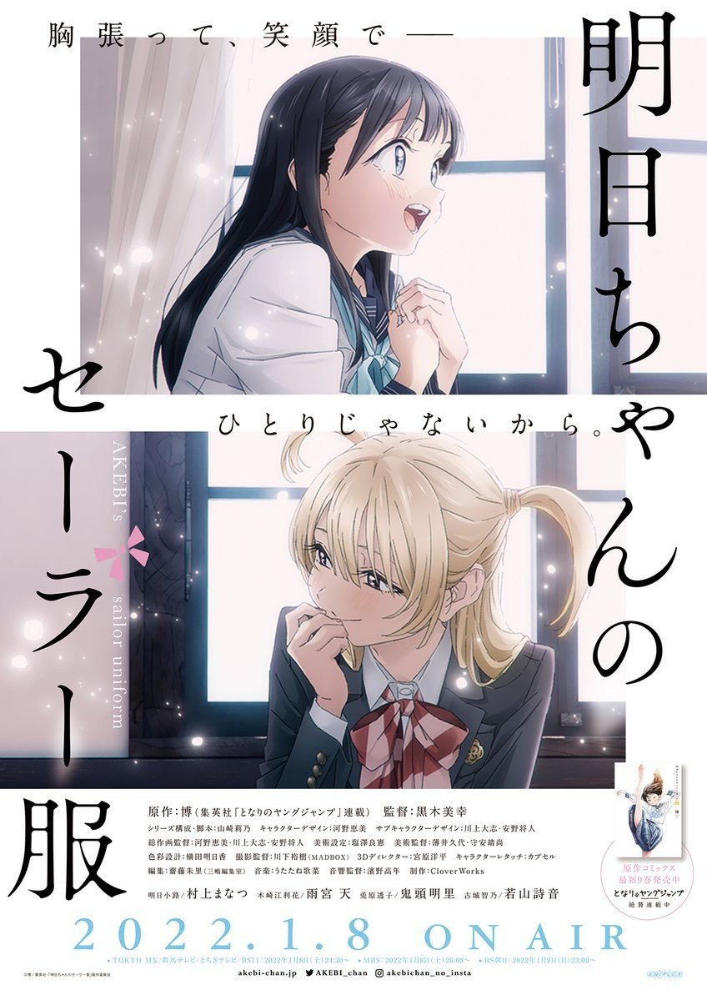 胸張って、笑顔で──
明日ちゃんの
セーラー服
AKEBI's sailor uniform
ひとりじゃないから。
原作:博(集英社「となりのヤングジャンプ」連載) 監督:黒木美幸
シリーズ構成・脚本:山崎莉乃 キャラクターデザイン:河野恵美 サブキャラクターデザイン:川上大志・安野将人
総作画監督:河野恵美・川上大志・安野将人 美術設定:塩澤良憲 美術監督:薄井久代・守安靖尚
色彩設計:横田明日香 撮影監督:川下裕樹(MADBOX) 3Dディレクター:宮原洋平 キャラクターレタッチ:カプセル
編集:齋藤朱里(三嶋編集室) 音楽:うたたね歌菜 音響監督:濱野高年 制作:CloverWorks
明日小路/村上まなつ 木崎江利花/雨宮 天 兎原透子/鬼頭明里 古城智乃/若山詩音
原作コミックス
最新9巻発売中
となりのヤングジャンプ
絶賛連載中
2022.1.8 ON AIR
●TOKYO MX/群馬テレビ/とちぎテレビ/BS11:2022年1月8日(土)24:30〜 ●MBS:2022年1月8日(土)26:08〜 ●BS朝日:2022年1月9日(日)23:00〜
akebi-chan.jp AKEBI_chan akebichan_no_insta
©博/集英社・「明日ちゃんのセーラー服」製作委員会
ANIPLEX